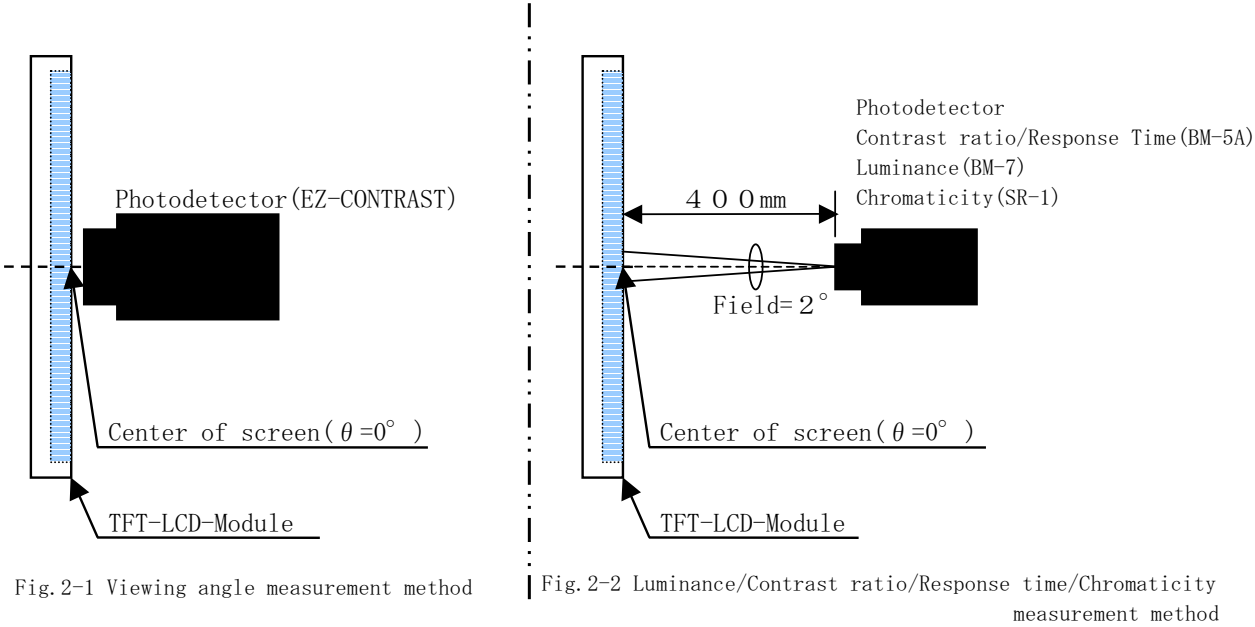 Photodetector(EZ-CONTRAST)
Center of screen(θ=0°)
TFT-LCD-Module
Fig.2-1 Viewing angle measurement method
Photodetector
Contrast ratio/Response Time(BM-5A)
Luminance(BM-7)
Chromaticity(SR-1)
４００mm
Field=２°
Center of screen(θ=0°)
TFT-LCD-Module
Fig.2-2 Luminance/Contrast ratio/Response time/Chromaticity
measurement method